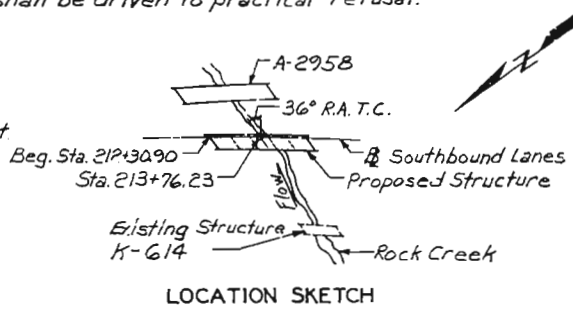 shall be driven to practical refusal.
A-2958
N
36° R.A.T.C.
t.
Beg. Sta. 212+30.90
Sta. 213+76.23
℄ Southbound Lanes
Proposed Structure
Flow
Existing Structure
K-614
Rock Creek
LOCATION SKETCH